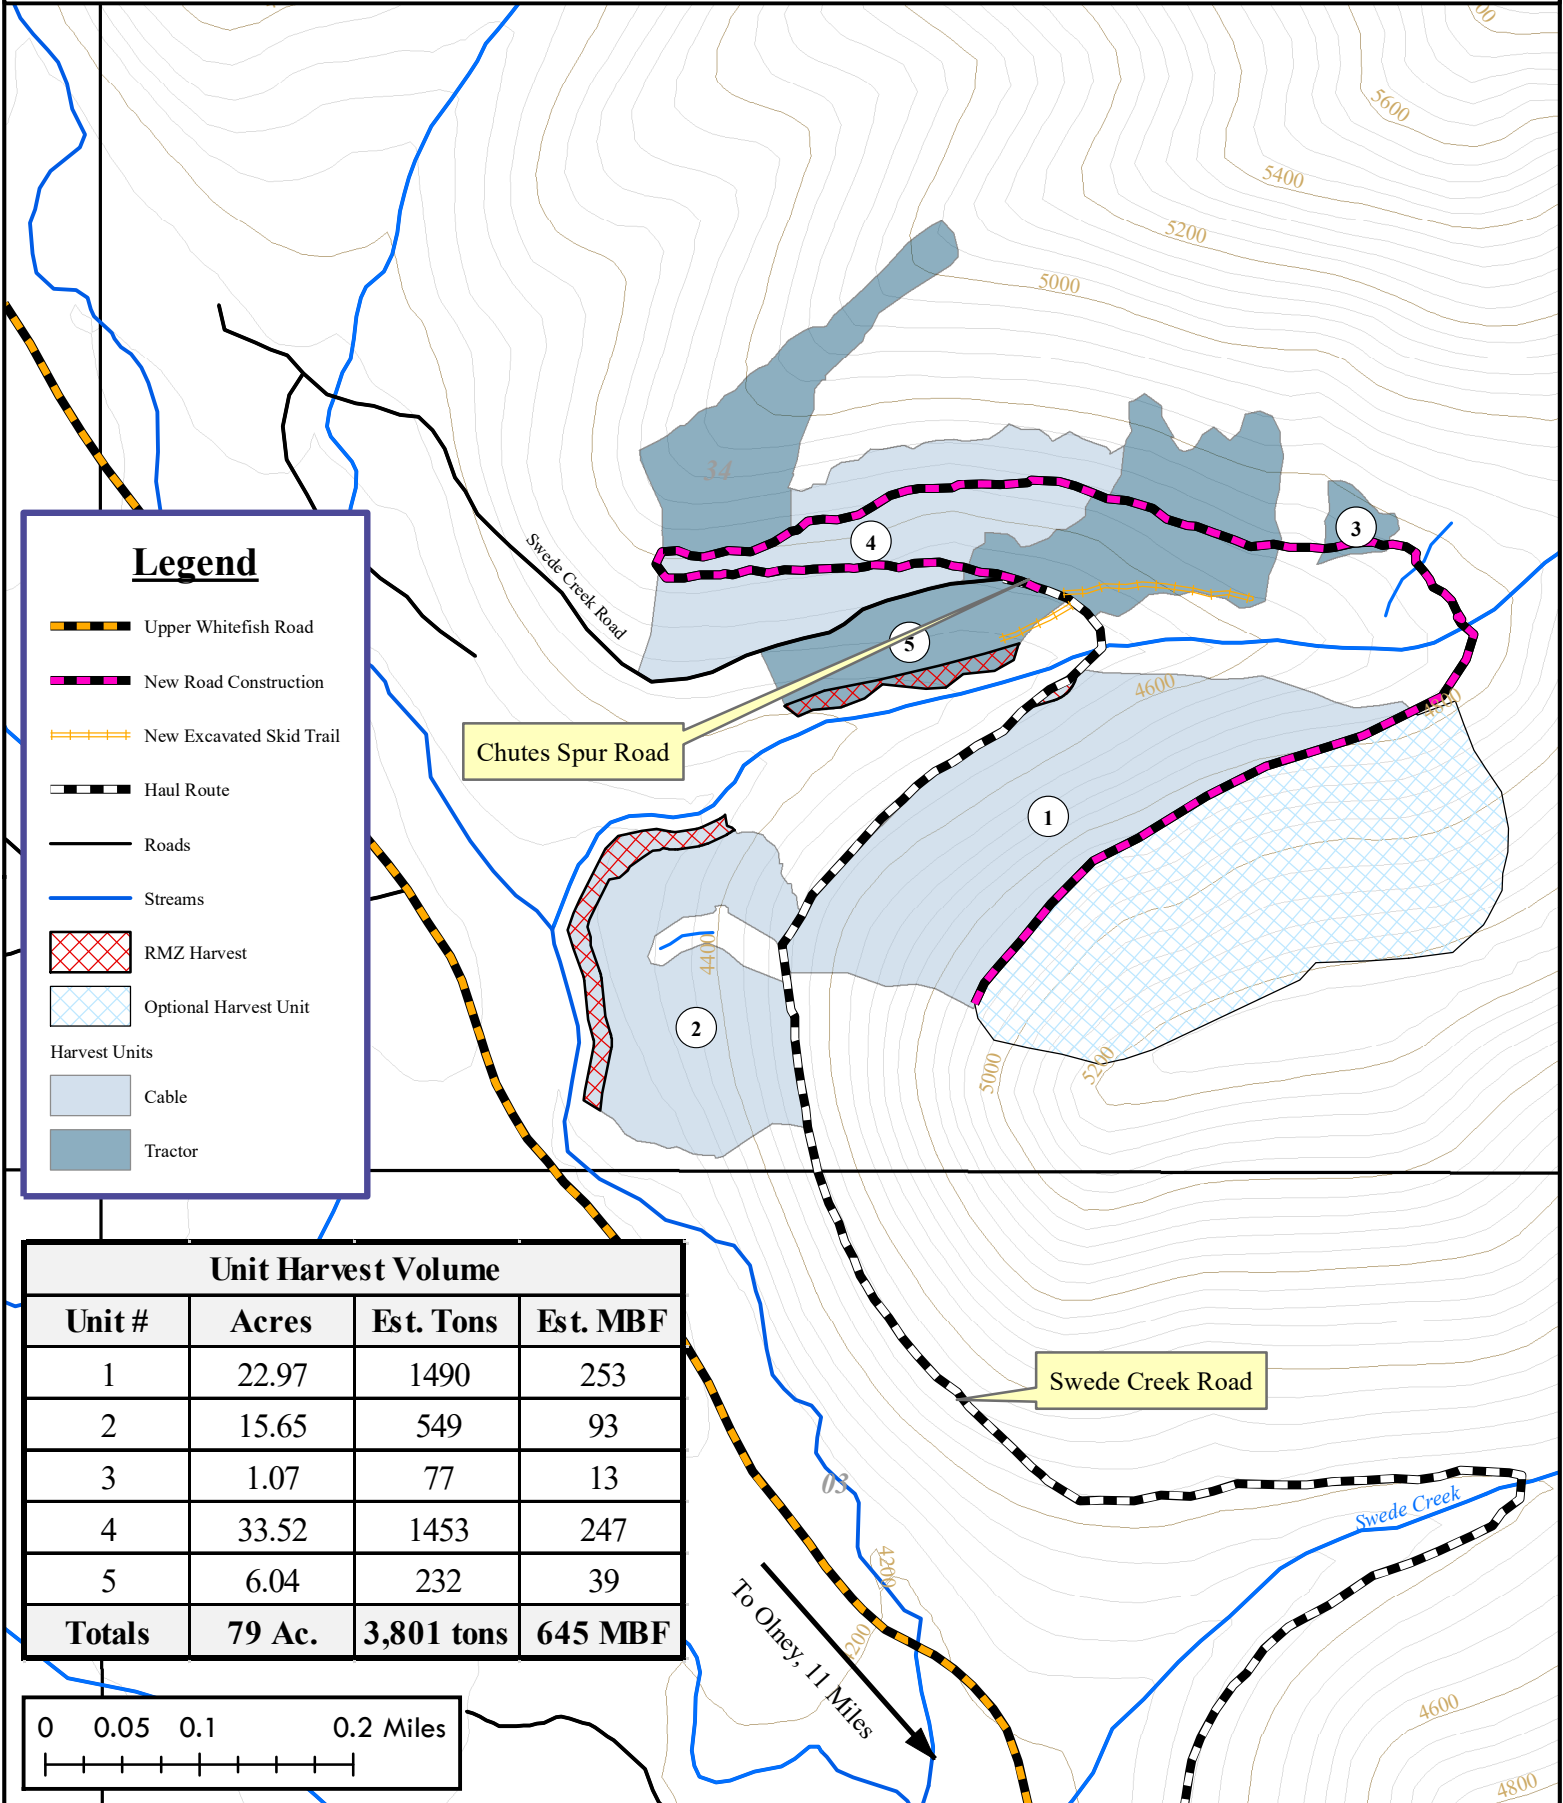 00
5600
5400
5200
5000
34
Swede Creek Road
4
3
5
4600
4800
Chutes Spur Road
1
4400
2
5000
5200
Legend
Upper Whitefish Road
New Road Construction
New Excavated Skid Trail
Haul Route
Roads
Streams
RMZ Harvest
Optional Harvest Unit
Harvest Units
Cable
Tractor
Unit Harvest Volume
Unit # Acres Est. Tons Est. MBF
1 22.97 1490 253
2 15.65 549 93
3 1.07 77 13
4 33.52 1453 247
5 6.04 232 39
Totals 79 Ac. 3,801 tons 645 MBF
Swede Creek Road
03
Swede Creek
4200
4200
To Olney, 11 Miles
4600
4800
0 0.05 0.1 0.2 Miles